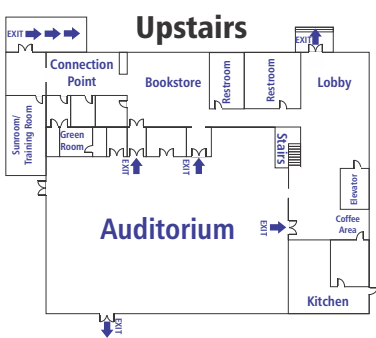 Upstairs
EXIT
EXIT
Connection
Point
Bookstore
Restroom
Restroom
Lobby
Sunroom/
Training Room
Green
Room
Stairs
EXIT
EXIT
Elevator
Auditorium
EXIT
Coffee
Area
Kitchen
EXIT